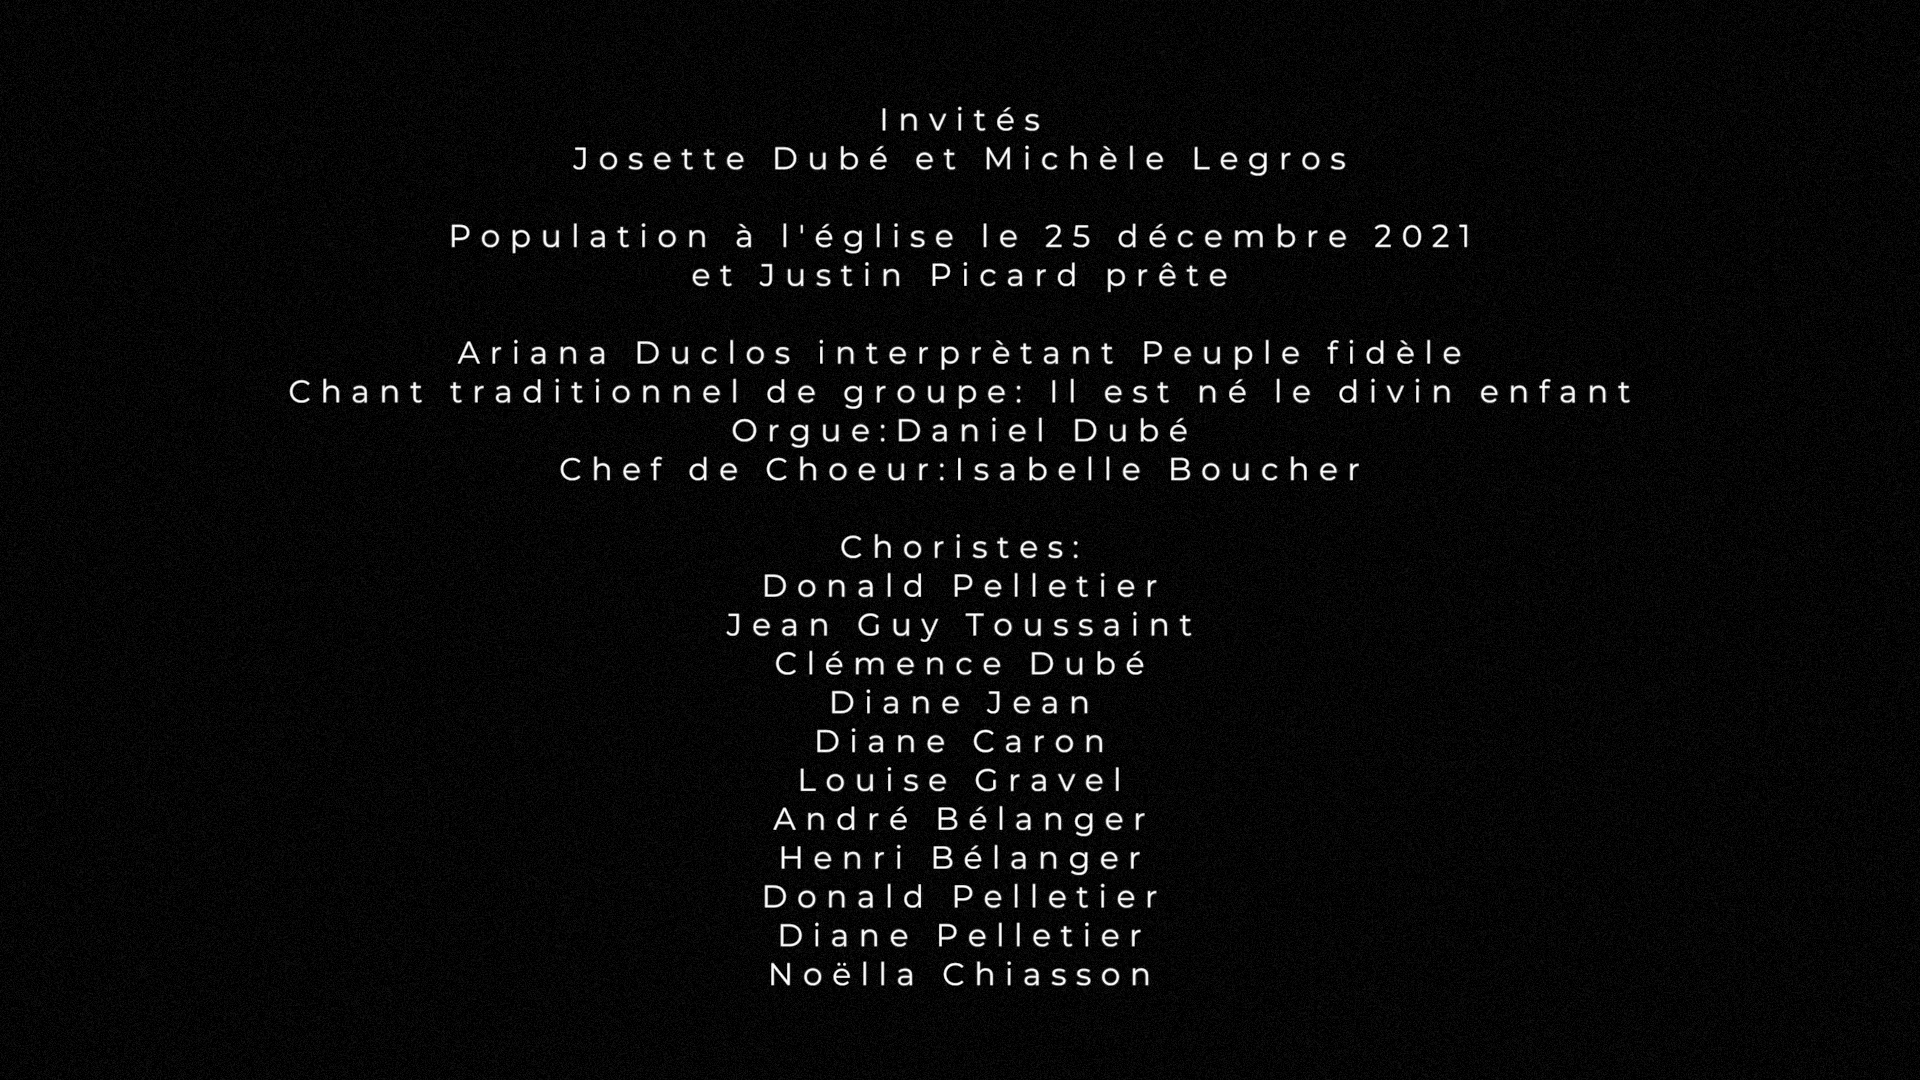 Invités
Josette Dubé et Michèle Legros
Population à l'église le 25 décembre 2021
et Justin Picard prête
Ariana Duclos interprètant Peuple fidèle
Chant traditionnel de groupe: Il est né le divin enfant
Orgue:Daniel Dubé
Chef de Choeur:Isabelle Boucher
Choristes:
Donald Pelletier
Jean Guy Toussaint
Clémence Dubé
Diane Jean
Diane Caron
Louise Gravel
André Bélanger
Henri Bélanger
Donald Pelletier
Diane Pelletier
Noëlla Chiasson